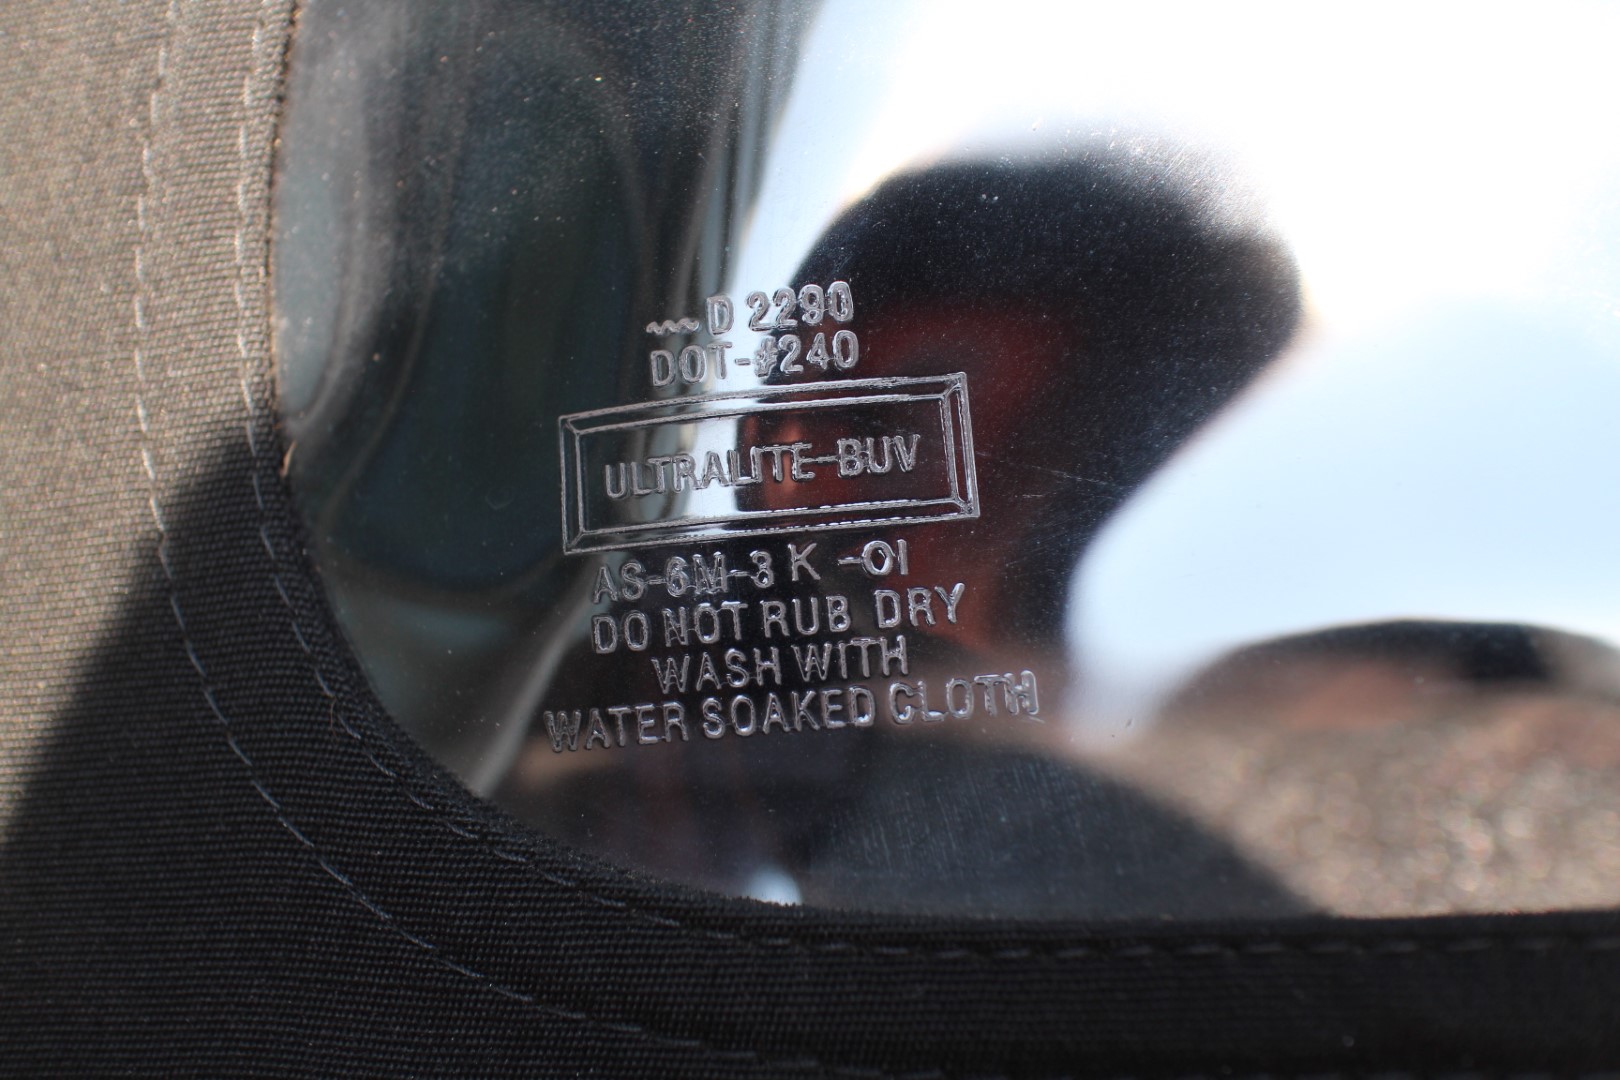 D 2290
DOT-#240
ULTRALITE-BUV
AS-6M-3 K -01
DO NOT RUB DRY
WASH WITH
WATER SOAKED CLOTH